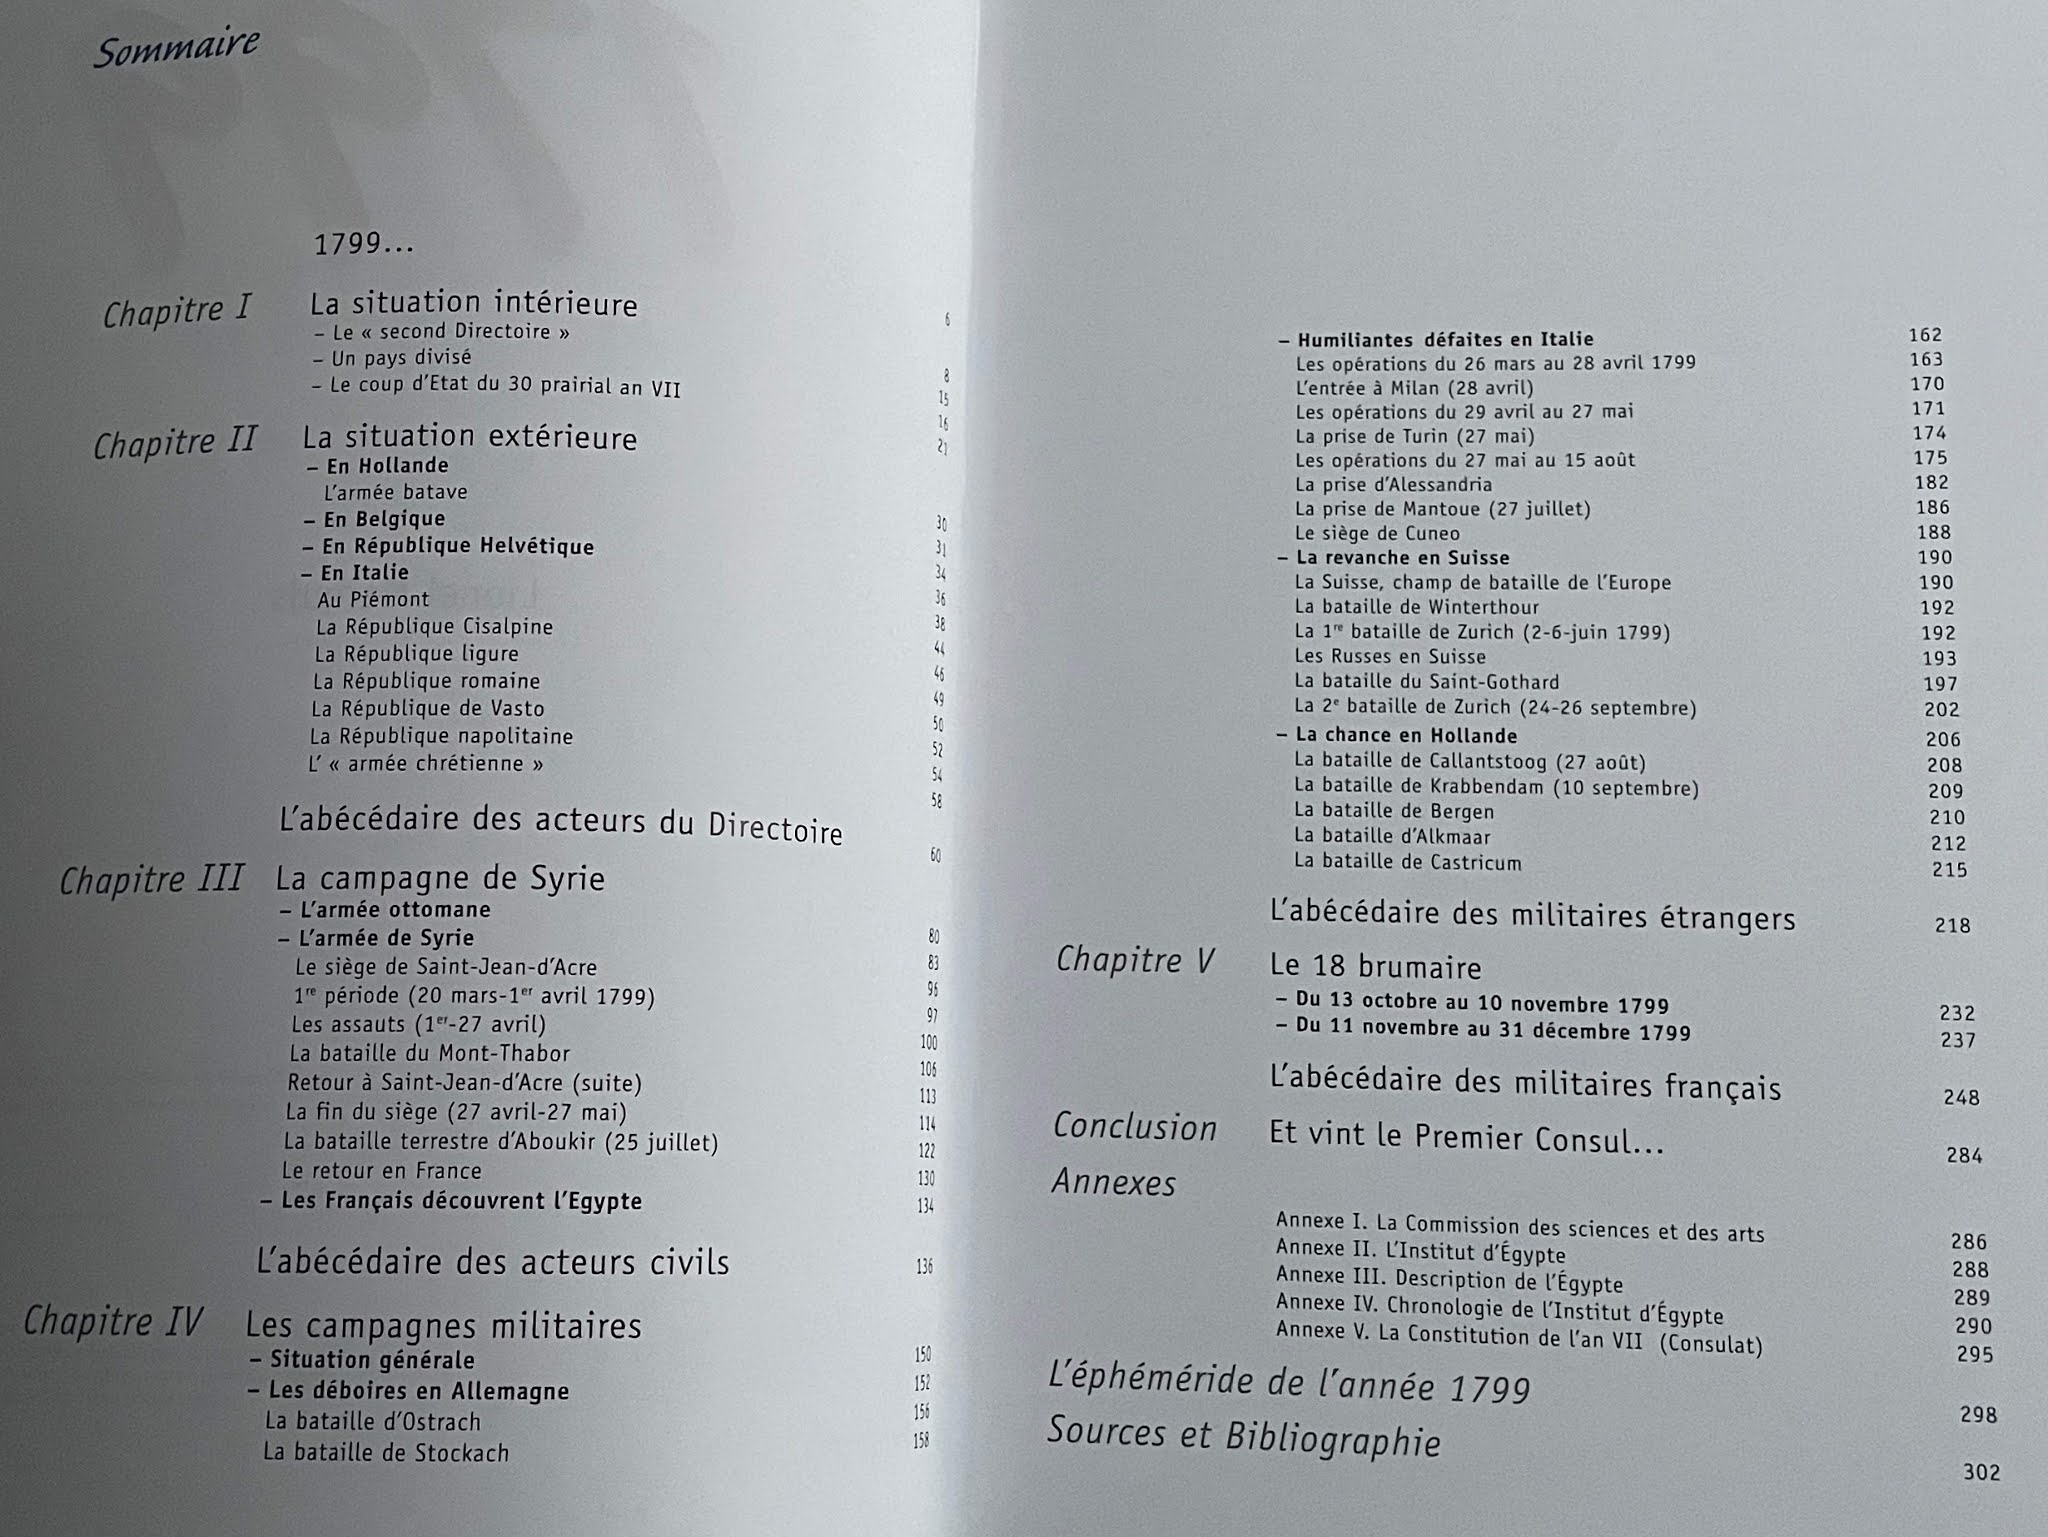 Sommaire
1799... 6
Chapitre I La situation intérieure
– Le « second Directoire » 8
– Un pays divisé 15
– Le coup d'Etat du 30 prairial an VII 16
Chapitre II La situation extérieure 21
– En Hollande 30
L'armée batave 31
– En Belgique 34
– En République Helvétique 36
– En Italie 38
Au Piémont 44
La République Cisalpine 46
La République ligure 49
La République romaine 50
La République de Vasto 52
La République napolitaine 54
L' « armée chrétienne » 58
L'abécédaire des acteurs du Directoire 60
Chapitre III La campagne de Syrie
– L'armée ottomane 80
– L'armée de Syrie 83
Le siège de Saint-Jean-d'Acre 96
1re période (20 mars-1er avril 1799) 97
Les assauts (1er-27 avril) 100
La bataille du Mont-Thabor 106
Retour à Saint-Jean-d'Acre (suite) 113
La fin du siège (27 avril-27 mai) 114
La bataille terrestre d'Aboukir (25 juillet) 122
Le retour en France 130
– Les Français découvrent l'Egypte 134
L'abécédaire des acteurs civils 136
Chapitre IV Les campagnes militaires
– Situation générale 150
– Les déboires en Allemagne 152
La bataille d'Ostrach 156
La bataille de Stockach 158
– Humiliantes défaites en Italie 162
Les opérations du 26 mars au 28 avril 1799 163
L'entrée à Milan (28 avril) 170
Les opérations du 29 avril au 27 mai 171
La prise de Turin (27 mai) 174
Les opérations du 27 mai au 15 août 175
La prise d'Alessandria 182
La prise de Mantoue (27 juillet) 186
Le siège de Cuneo 188
– La revanche en Suisse 190
La Suisse, champ de bataille de l'Europe 190
La bataille de Winterthour 192
La 1re bataille de Zurich (2-6-juin 1799) 192
Les Russes en Suisse 193
La bataille du Saint-Gothard 197
La 2e bataille de Zurich (24-26 septembre) 202
– La chance en Hollande 206
La bataille de Callantstoog (27 août) 208
La bataille de Krabbendam (10 septembre) 209
La bataille de Bergen 210
La bataille d'Alkmaar 212
La bataille de Castricum 215
L'abécédaire des militaires étrangers 218
Chapitre V Le 18 brumaire
– Du 13 octobre au 10 novembre 1799 232
– Du 11 novembre au 31 décembre 1799 237
L'abécédaire des militaires français 248
Conclusion Et vint le Premier Consul... 284
Annexes
Annexe I. La Commission des sciences et des arts 286
Annexe II. L'Institut d'Égypte 288
Annexe III. Description de l'Égypte 289
Annexe IV. Chronologie de l'Institut d'Égypte 290
Annexe V. La Constitution de l'an VII (Consulat) 295
L'éphéméride de l'année 1799 298
Sources et Bibliographie 302